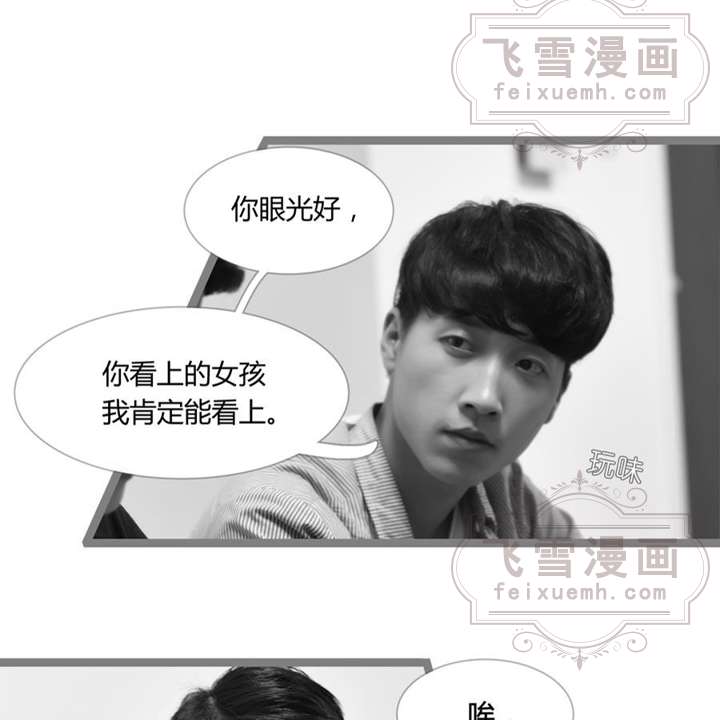 飞雪漫画
feixuemh.com
你眼光好，
你看上的女孩
我肯定能看上。
玩味
飞雪漫画
feixuemh.com
唉，